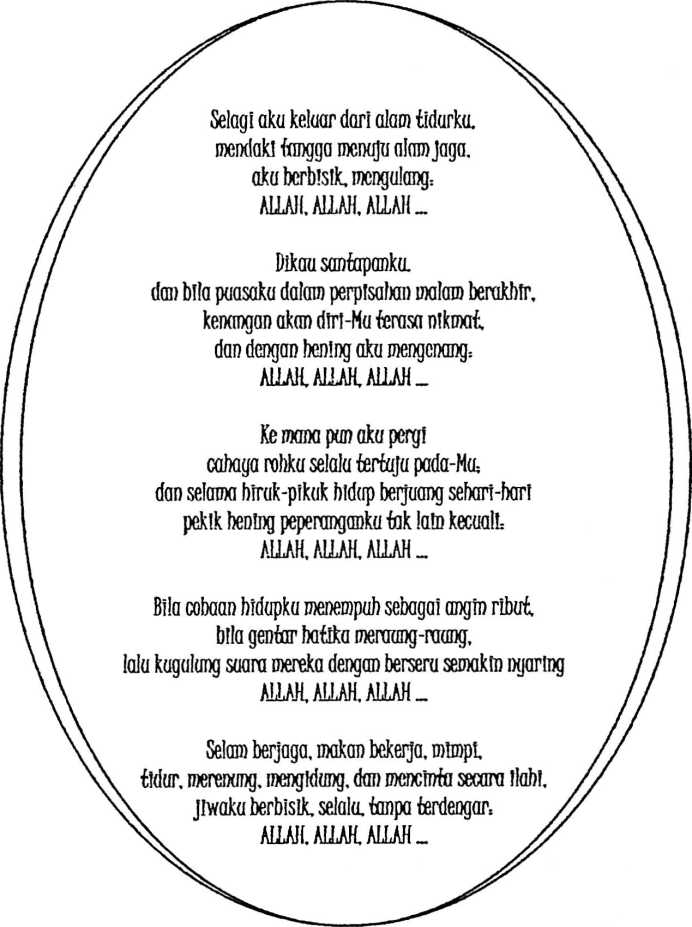 Selagi aku keluar dari alam tidurku.
mendaki tangga menuju alam jaga.
aku berbisik, mengulang:
ALLAH, ALLAH, ALLAH ...
Dikau santapanku.
dan bila puasaku dalam perpisahan malam berakhir,
kenangan akan diri-Mu terasa nikmat,
dan dengan hening aku mengenang:
ALLAH, ALLAH, ALLAH ...
Ke mana pun aku pergi
cahaya rohku selalu tertuju pada-Mu;
dan selama hiruk-pikuk hidup berjuang sehari-hari
pekik hening peperanganku tak lain kecuali:
ALLAH, ALLAH, ALLAH ...
Bila cobaan hidupku menempuh sebagai angin ribut,
bila gentar hatika meraung-raung,
lalu kugulung suara mereka dengan berseru semakin nyaring
ALLAH, ALLAH, ALLAH ...
Selam berjaga, makan bekerja, mimpi,
tidur, merenung, mengidung, dan mencinta secara ilahi,
jiwaku berbisik, selalu, tanpa terdengar:
ALLAH, ALLAH, ALLAH ...